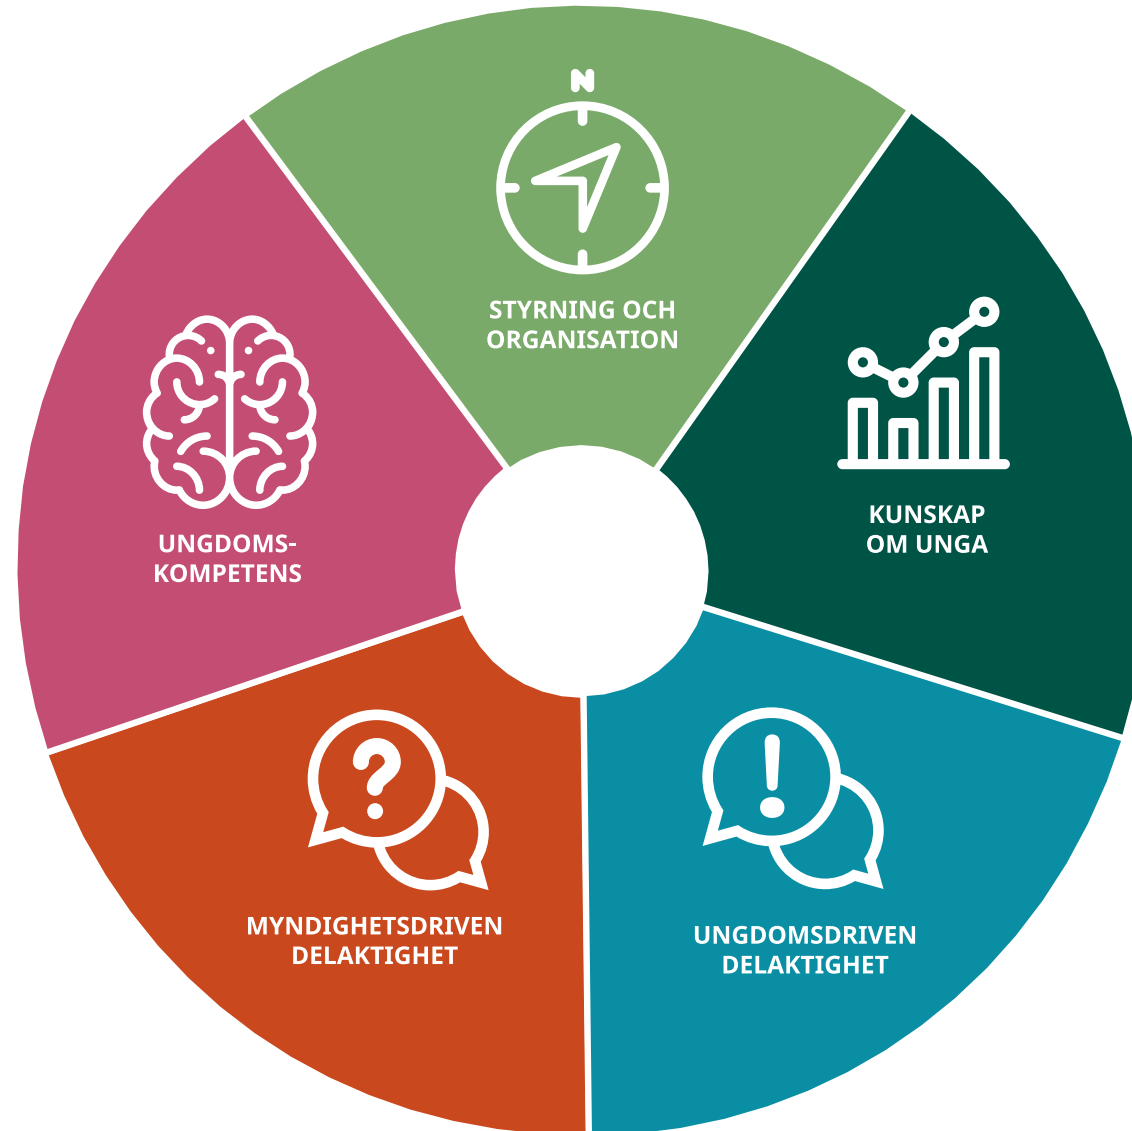 N
STYRNING OCH
ORGANISATION
KUNSKAP
OM UNGA
UNGDOMS-
KOMPETENS
MYNDIGHETSDRIVEN
DELAKTIGHET
UNGDOMSDRIVEN
DELAKTIGHET